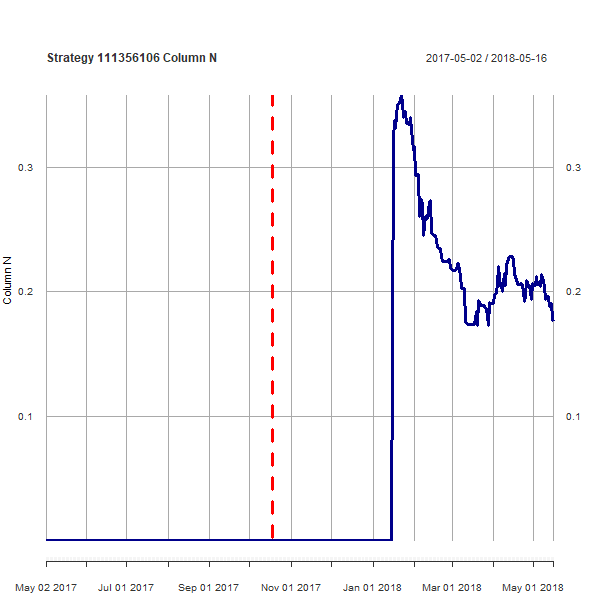 Strategy 111356106 Column N
2017-05-02 / 2018-05-16
0.3
0.3
0.2
0.2
0.1
0.1
Column N
May 02 2017
Jul 01 2017
Sep 01 2017
Nov 01 2017
Jan 01 2018
Mar 01 2018
May 01 2018